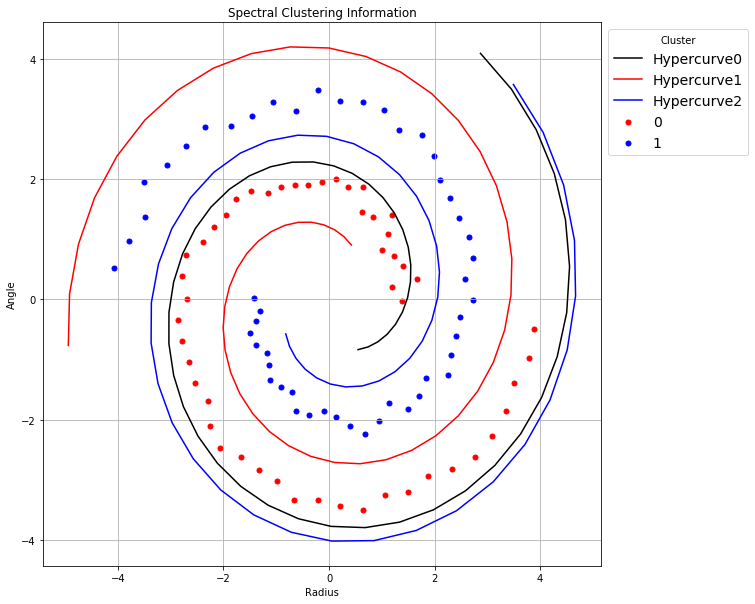 Spectral Clustering Information
Cluster
Hypercurve0
Hypercurve1
Hypercurve2
0
1
Angle
4
2
0
−2
−4
−4
−2
0
2
4
Radius